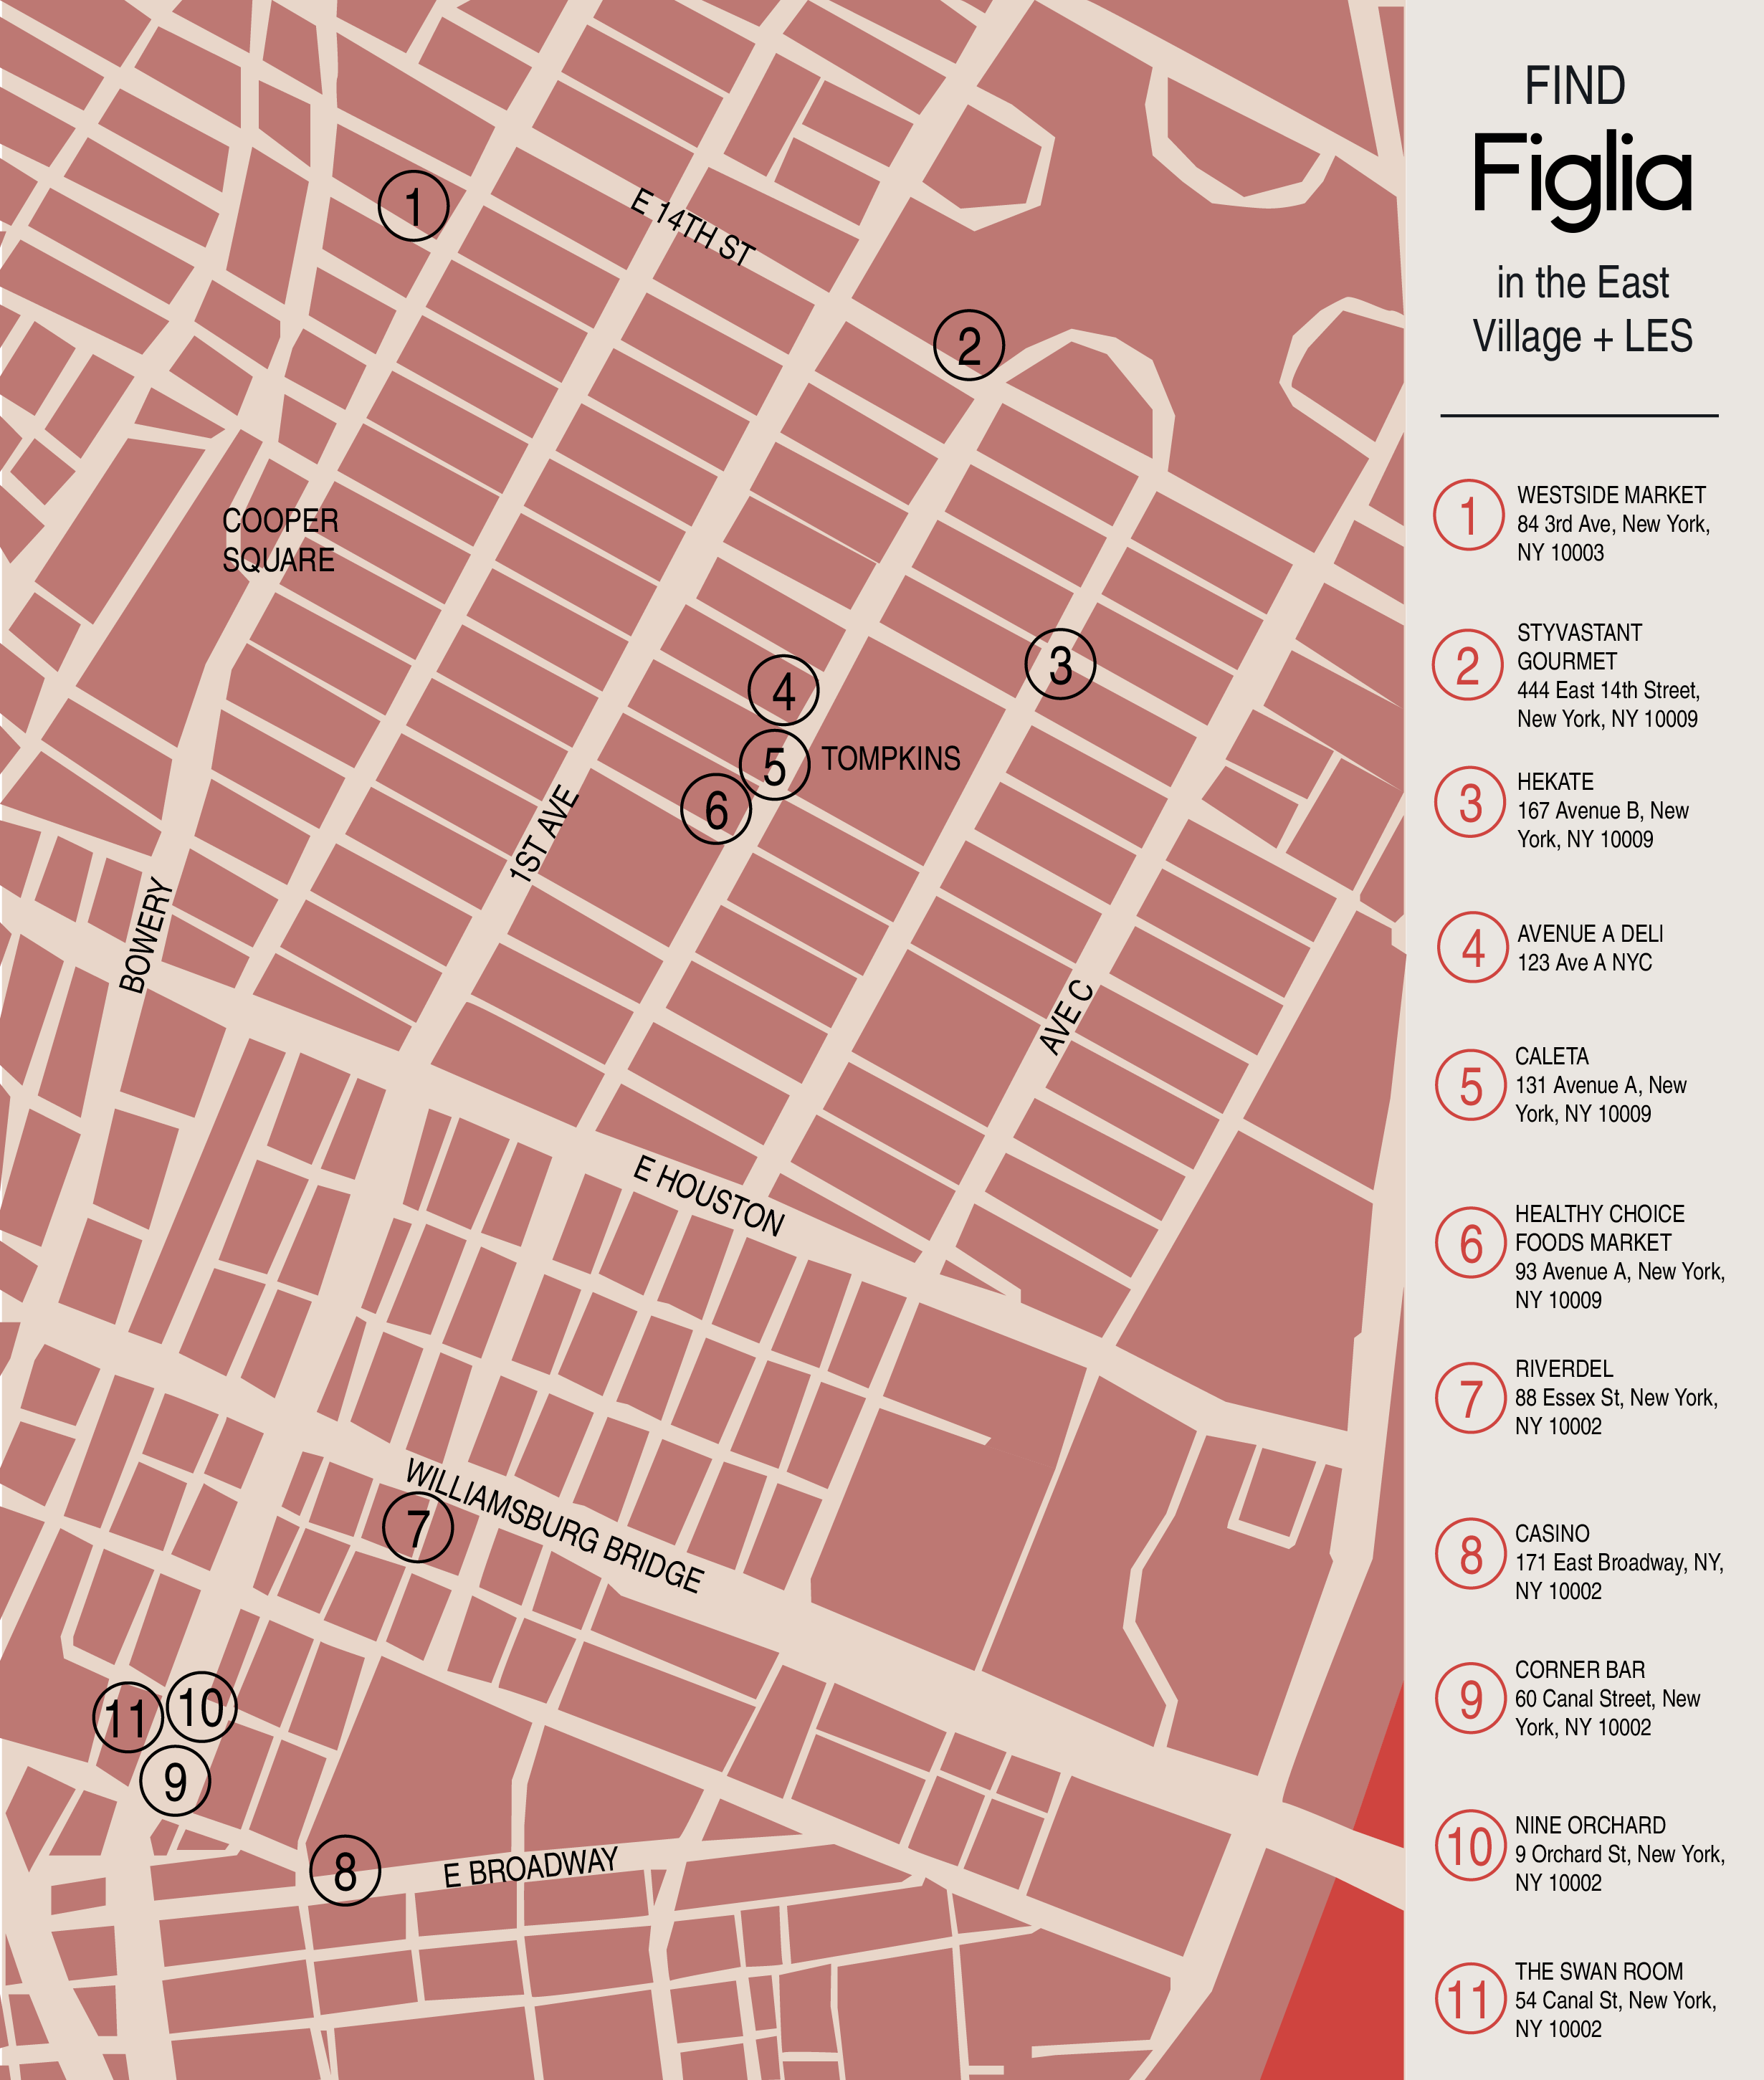 FIND
Figlia
in the East
Village + LES
1
WESTSIDE MARKET
84 3rd Ave, New York,
NY 10003
2
STYVASTANT
GOURMET
444 East 14th Street,
New York, NY 10009
3
HEKATE
167 Avenue B, New
York, NY 10009
4
AVENUE A DELI
123 Ave A NYC
5
CALETA
131 Avenue A, New
York, NY 10009
6
HEALTHY CHOICE
FOODS MARKET
93 Avenue A, New York,
NY 10009
7
RIVERDEL
88 Essex St, New York,
NY 10002
8
CASINO
171 East Broadway, NY,
NY 10002
9
CORNER BAR
60 Canal Street, New
York, NY 10002
10
NINE ORCHARD
9 Orchard St, New York,
NY 10002
11
THE SWAN ROOM
54 Canal St, New York,
NY 10002
1
E 14TH ST
2
COOPER
SQUARE
3
4
5
TOMPKINS
6
1ST AVE
BOWERY
AVE C
E HOUSTON
WILLIAMSBURG BRIDGE
7
11
10
9
8
E BROADWAY